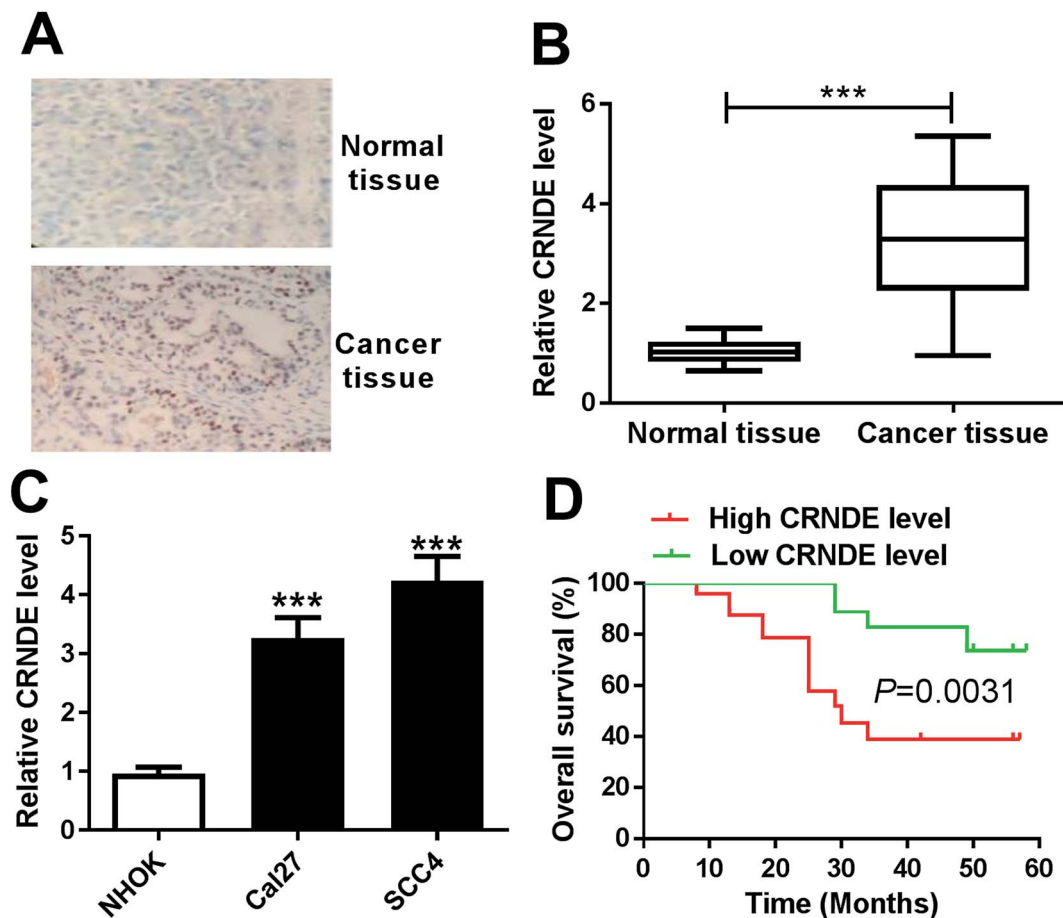 A
Normal
tissue
Cancer
tissue
B
***
Relative CRNDE level
6
4
2
0
Normal tissue
Cancer tissue
C
Relative CRNDE level
5
4
3
2
1
0
***
***
NHOK
Cal27
SCC4
D
High CRNDE level
Low CRNDE level
Overall survival (%)
100
80
60
40
20
0
P=0.0031
0 10 20 30 40 50 60
Time (Months)